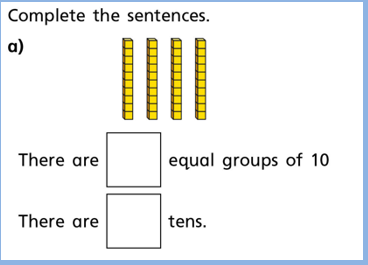 Complete the sentences.
a)
There are equal groups of 10
There are tens.